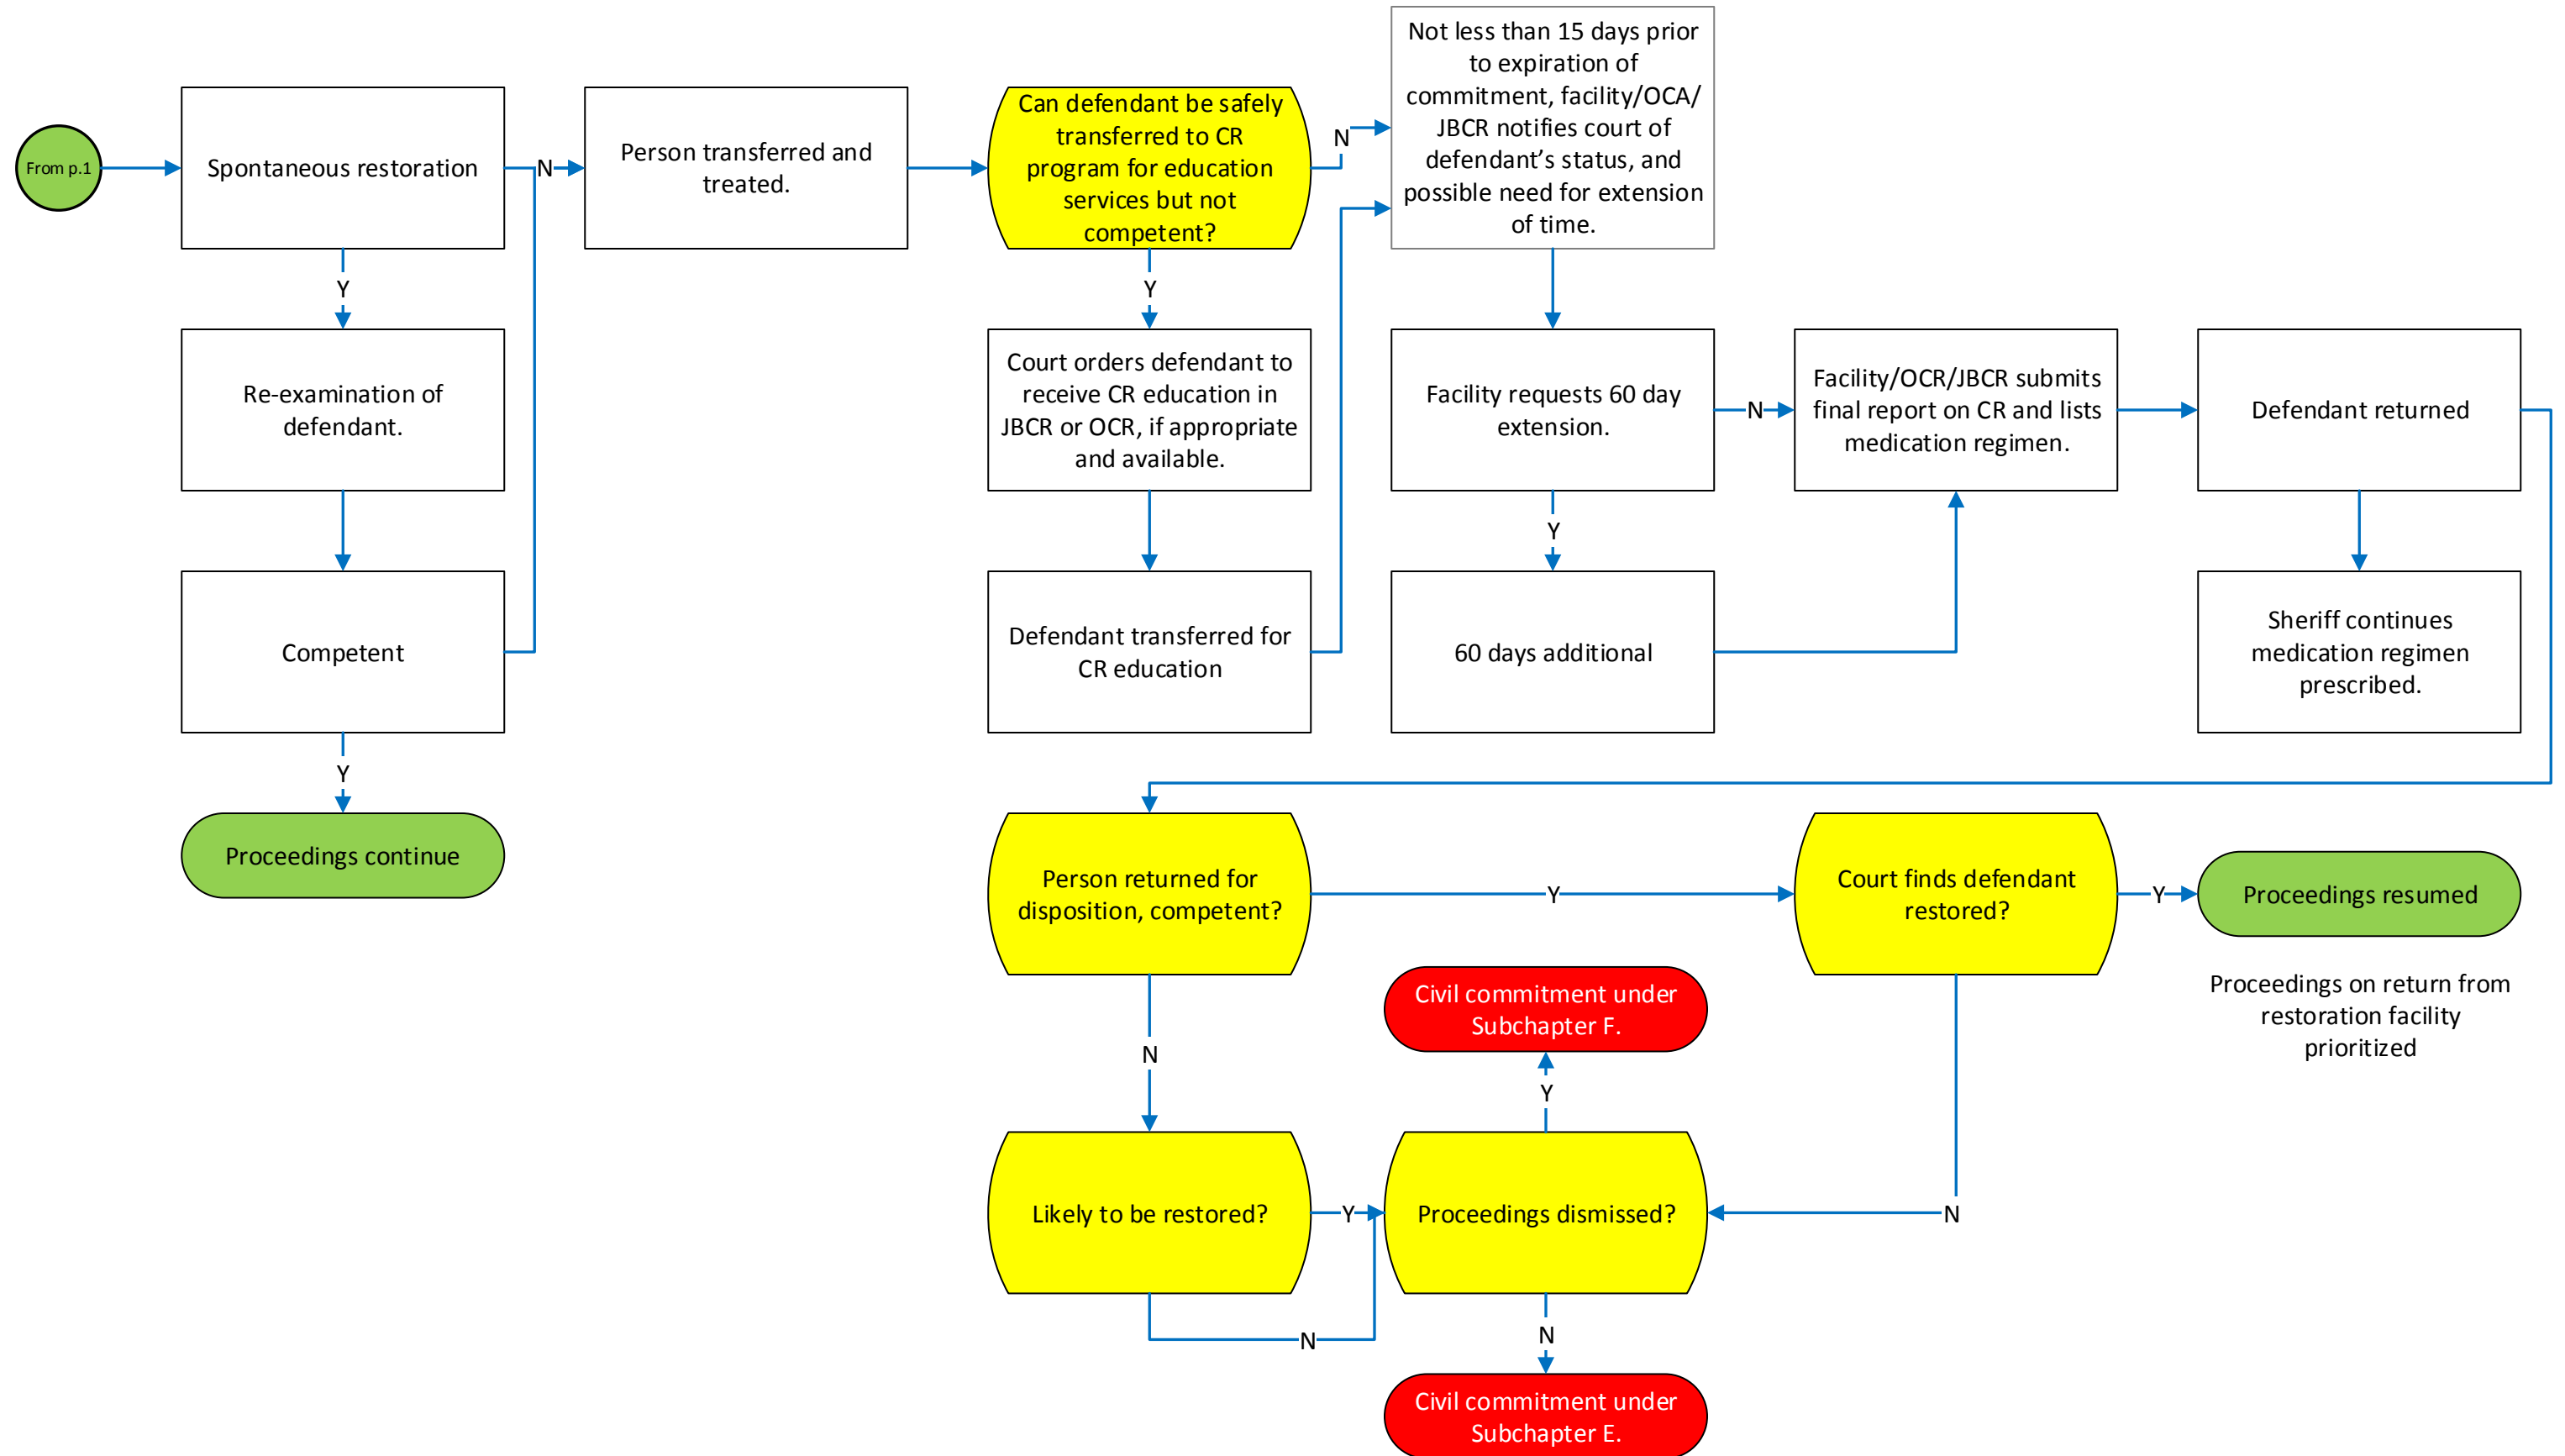 From p.1
Spontaneous restoration
N
Person transferred and
treated.
Can defendant be safely
transferred to CR
program for education
services but not
competent?
N
Not less than 15 days prior
to expiration of
commitment, facility/OCA/
JBCR notifies court of
defendant’s status, and
possible need for extension
of time.
Y
Y
Re-examination of
defendant.
Court orders defendant to
receive CR education in
JBCR or OCR, if appropriate
and available.
Facility requests 60 day
extension.
N
Facility/OCR/JBCR submits
final report on CR and lists
medication regimen.
Defendant returned
Y
Competent
Defendant transferred for
CR education
60 days additional
Sheriff continues
medication regimen
prescribed.
Y
Proceedings continue
Person returned for
disposition, competent?
Y
Court finds defendant
restored?
Y
Proceedings resumed
Proceedings on return from
restoration facility
prioritized
Civil commitment under
Subchapter F.
N
Y
Likely to be restored?
Y
Proceedings dismissed?
N
N
N
Civil commitment under
Subchapter E.